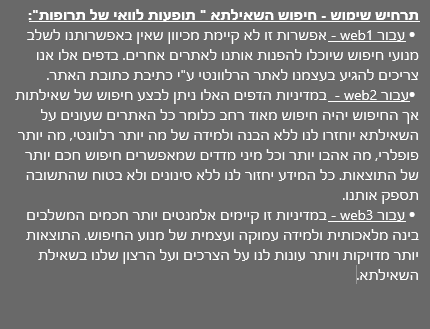 תרחיש שימוש - חיפוש השאילתא " תופעות לוואי של תרופות":
• עבור web1 - אפשרות זו לא קיימת מכיוון שאין באפשרותנו לשלב
מנועי חיפוש שיוכלו להפנות אותנו לאתרים אחרים. בדפים אלו אנו
צריכים להגיע בעצמנו לאתר הרלוונטי ע"י כתיבת כתובת האתר.
•עבור web2 - במדיניות הדפים האלו ניתן לבצע חיפוש של שאילתות
אך החיפוש יהיה חיפוש מאוד רחב כלומר כל האתרים שעונים על
השאילתא יוחזרו לנו ללא הבנה ולמידה של מה יותר רלוונטי, מה יותר
פופלרי, מה אהבו יותר וכל מיני מדדים שמאפשרים חיפוש חכם יותר
של התוצאות. כל המידע יחזור לנו ללא סינונים ולא בטוח שהתשובה
תספק אותנו.
• עבור web3 - במדיניות זו קיימים אלמנטים יותר חכמים המשלבים
בינה מלאכותית ולמידה עמוקה ועצמית של מנוע החיפוש. התוצאות
יותר מדויקות ויותר עונות לנו על הצרכים ועל הרצון שלנו בשאילת
השאילתא.